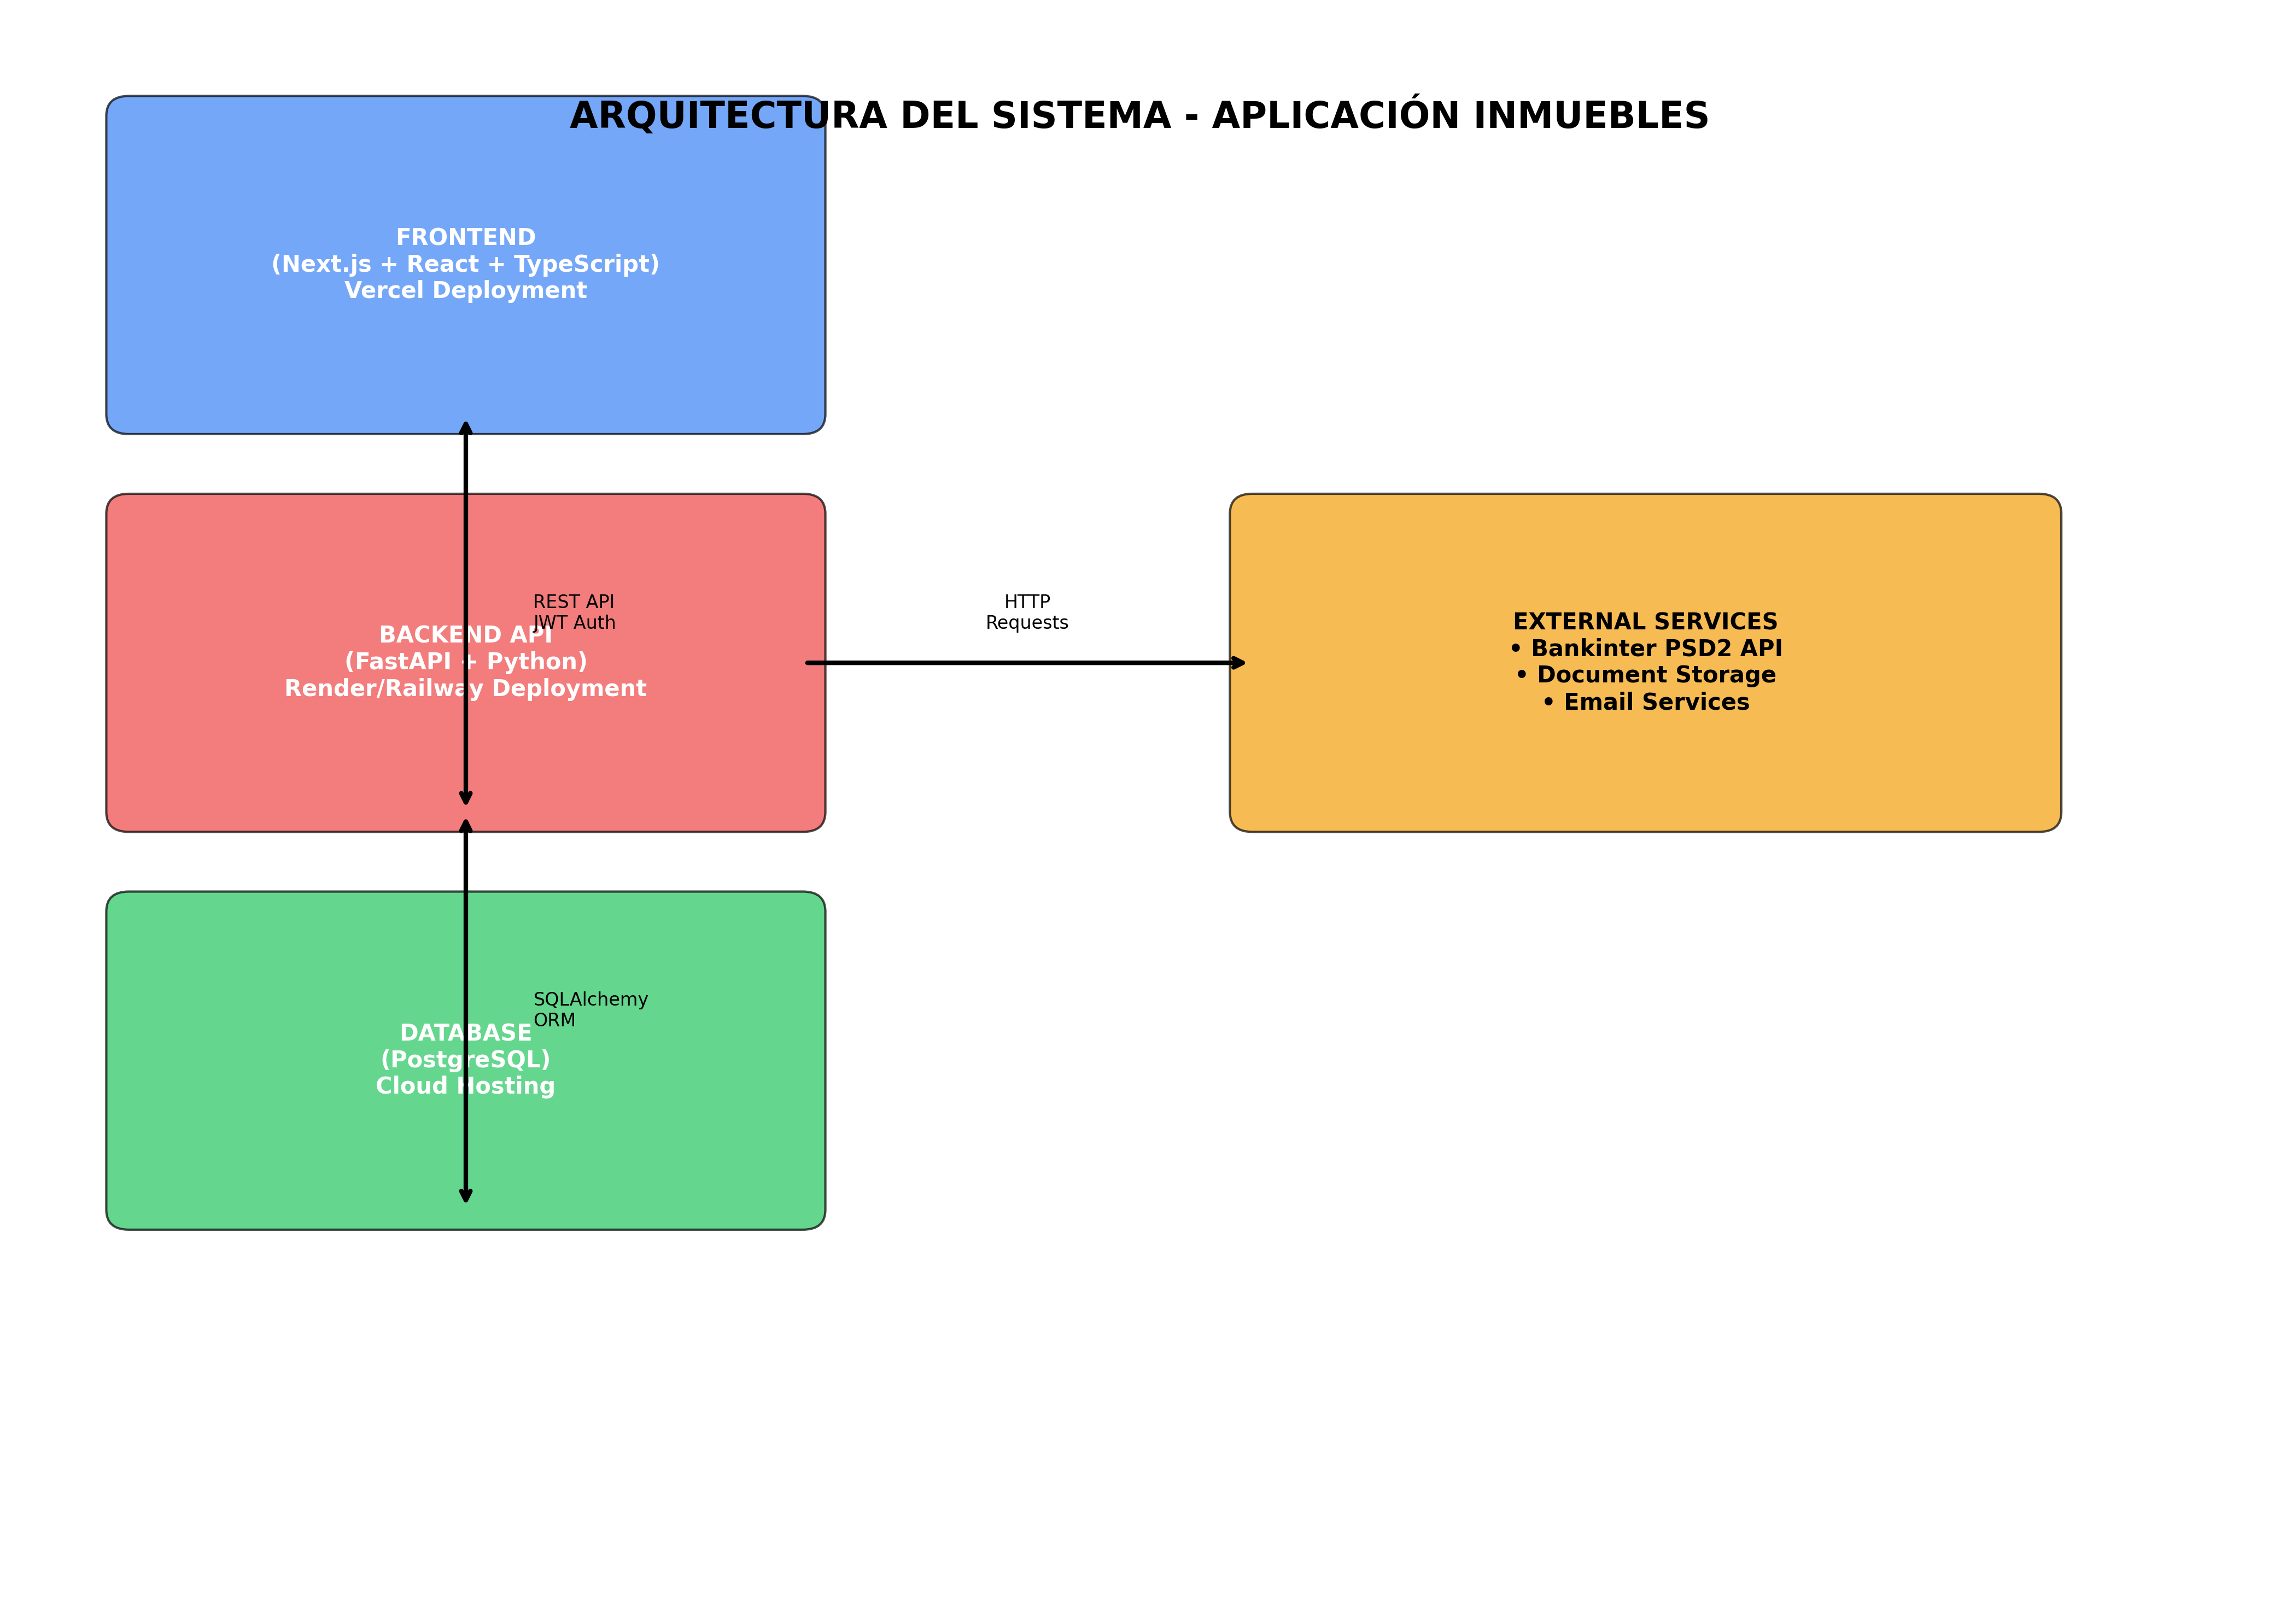 ARQUITECTURA DEL SISTEMA - APLICACIÓN INMUEBLES
FRONTEND
(Next.js + React + TypeScript)
Vercel Deployment
REST API
JWT Auth
BACKEND API
(FastAPI + Python)
Render/Railway Deployment
HTTP
Requests
EXTERNAL SERVICES
• Bankinter PSD2 API
• Document Storage
• Email Services
SQLAlchemy
ORM
DATABASE
(PostgreSQL)
Cloud Hosting